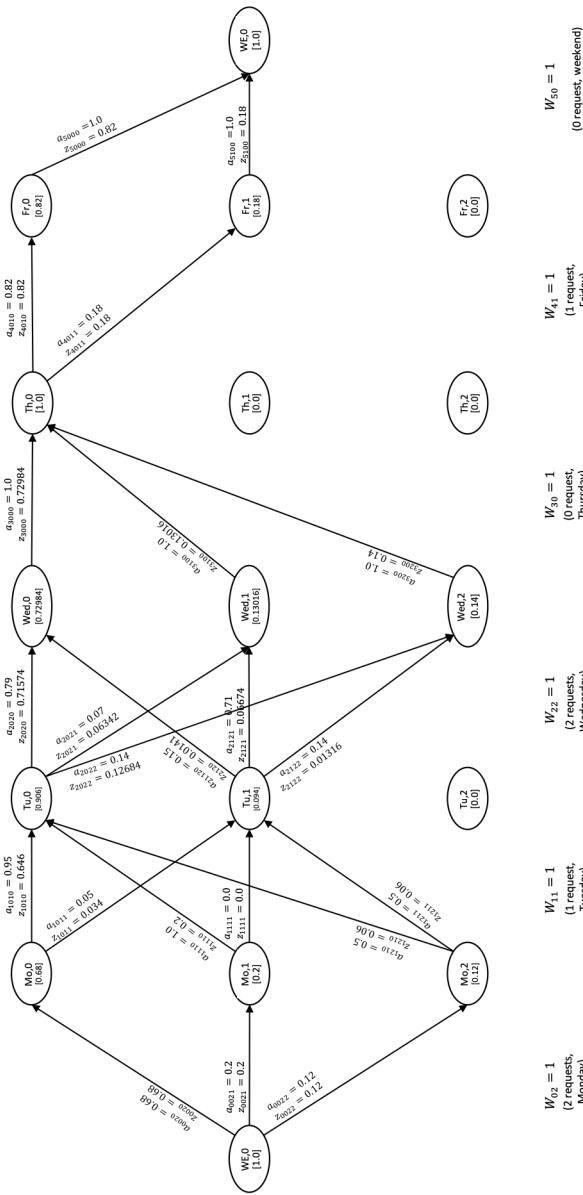 WE,0
[1.0]
a₀₀₂₀ = 0.68
z₀₀₂₀ = 0.68
a₀₀₂₁ = 0.2
z₀₀₂₁ = 0.2
a₀₀₂₂ = 0.12
z₀₀₂₂ = 0.12
Mo,0
[0.68]
Mo,1
[0.2]
Mo,2
[0.12]
a₁₀₁₀ = 0.95
z₁₀₁₀ = 0.646
a₁₀₁₁ = 0.05
z₁₀₁₁ = 0.034
a₁₁₁₀ = 1.0
z₁₁₁₀ = 0.2
a₁₁₁₁ = 0.0
z₁₁₁₁ = 0.0
a₁₂₁₀ = 0.5
z₁₂₁₀ = 0.06
a₁₂₁₁ = 0.5
z₁₂₁₁ = 0.06
Tu,0
[0.906]
Tu,1
[0.094]
Tu,2
[0.0]
a₂₀₂₀ = 0.79
z₂₀₂₀ = 0.71574
a₂₀₂₁ = 0.07
z₂₀₂₁ = 0.06342
a₂₀₂₂ = 0.14
z₂₀₂₂ = 0.12684
a₂₁₁₂₀ = 0.15
z₂₁₂₀ = 0.0141
a₂₁₂₁ = 0.71
z₂₁₂₁ = 0.06674
a₂₁₂₂ = 0.14
z₂₁₂₂ = 0.01316
Wed,0
[0.72984]
Wed,1
[0.13016]
Wed,2
[0.14]
a₃₀₀₀ = 1.0
z₃₀₀₀ = 0.72984
a₃₁₀₀ = 1.0
z₃₁₀₀ = 0.13016
a₃₂₀₀ = 1.0
z₃₂₀₀ = 0.14
Th,0
[1.0]
Th,1
[0.0]
Th,2
[0.0]
a₄₀₁₀ = 0.82
z₄₀₁₀ = 0.82
a₄₀₁₁ = 0.18
z₄₀₁₁ = 0.18
Fr,0
[0.82]
Fr,1
[0.18]
Fr,2
[0.0]
a₅₀₀₀ =1.0
z₅₀₀₀ = 0.82
a₅₁₀₀ =1.0
z₅₁₀₀ = 0.18
WE,0
[1.0]
W₀₂ = 1
(2 requests,
Monday)
W₁₁ = 1
(1 request,
Tuesday)
W₂₂ = 1
(2 requests,
Wednesday)
W₃₀ = 1
(0 request,
Thursday)
W₄₁ = 1
(1 request,
Friday)
W₅₀ = 1
(0 request, weekend)